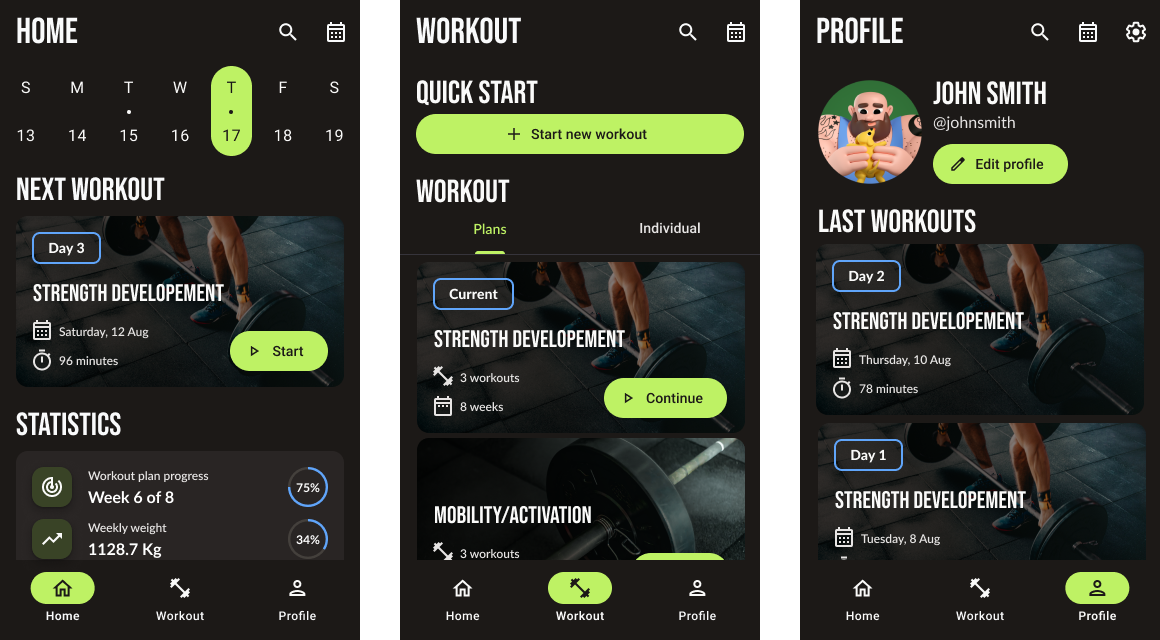 HOME
S M T W T F S
13 14 15 16 17 18 19
NEXT WORKOUT
Day 3
STRENGTH DEVELOPEMENT
Saturday, 12 Aug
96 minutes
Start
STATISTICS
Workout plan progress
Week 6 of 8
75%
Weekly weight
1128.7 Kg
34%
Home Workout Profile
WORKOUT
QUICK START
Start new workout
WORKOUT
Plans Individual
Current
STRENGTH DEVELOPEMENT
3 workouts
8 weeks
Continue
MOBILITY/ACTIVATION
3 workouts
Home Workout Profile
PROFILE
JOHN SMITH
@johnsmith
Edit profile
LAST WORKOUTS
Day 2
STRENGTH DEVELOPEMENT
Thursday, 10 Aug
78 minutes
Day 1
STRENGTH DEVELOPEMENT
Tuesday, 8 Aug
Home Workout Profile